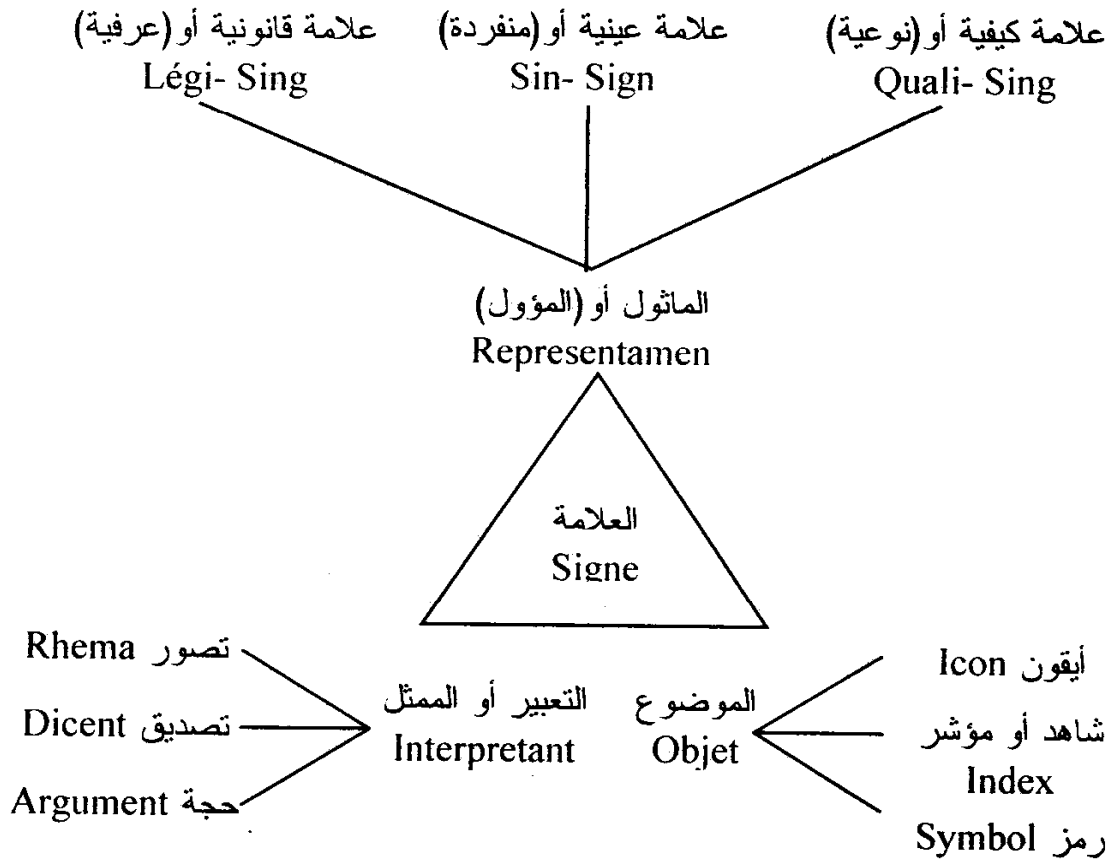 علامة كيفية أو (نوعية)
Quali- Sing
علامة عينية أو (منفردة)
Sin- Sign
علامة قانونية أو (عرفية)
Légi- Sing
الماثول أو (المؤول)
Representamen
العلامة
Signe
أيقون Icon
شاهد أو مؤشر
Index
رمز Symbol
الموضوع
Objet
التعبير أو الممثل
Interpretant
تصور Rhema
تصديق Dicent
حجة Argument